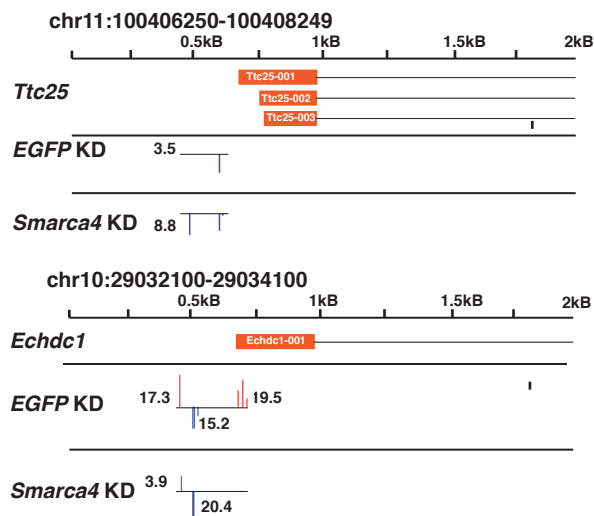 chr11:100406250-100408249
0.5kB 1kB 1.5kB 2kB
Ttc25
Ttc25-001
Ttc25-002
Ttc25-003
EGFP KD 3.5
Smarca4 KD 8.8
chr10:29032100-29034100
0.5kB 1kB 1.5kB 2kB
Echdc1 Echdc1-001
EGFP KD 17.3 19.5
15.2
Smarca4 KD 3.9
20.4